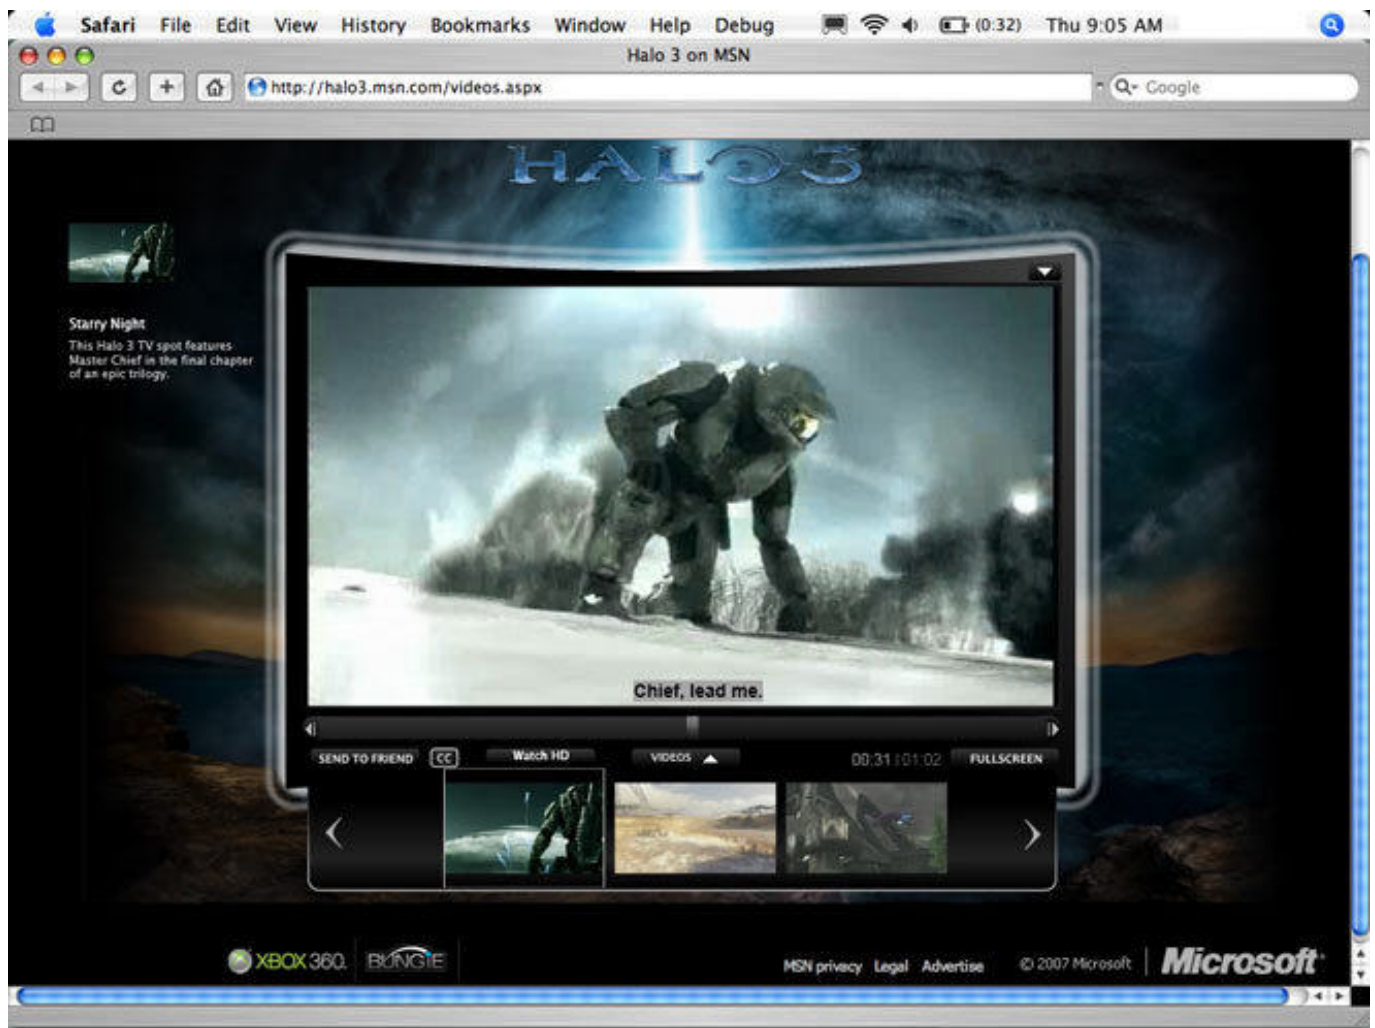 Safari File Edit View History Bookmarks Window Help Debug (0:32) Thu 9:05 AM
Halo 3 on MSN
http://halo3.msn.com/videos.aspx
Google
HALO 3
Starry Night
This Halo 3 TV spot features
Master Chief in the final chapter
of an epic trilogy.
Chief, lead me.
SEND TO FRIEND CC Watch HD VIDEOS 00:31 | 01:02 FULLSCREEN
XBOX 360. BUNGIE
MSN privacy Legal Advertise © 2007 Microsoft Microsoft